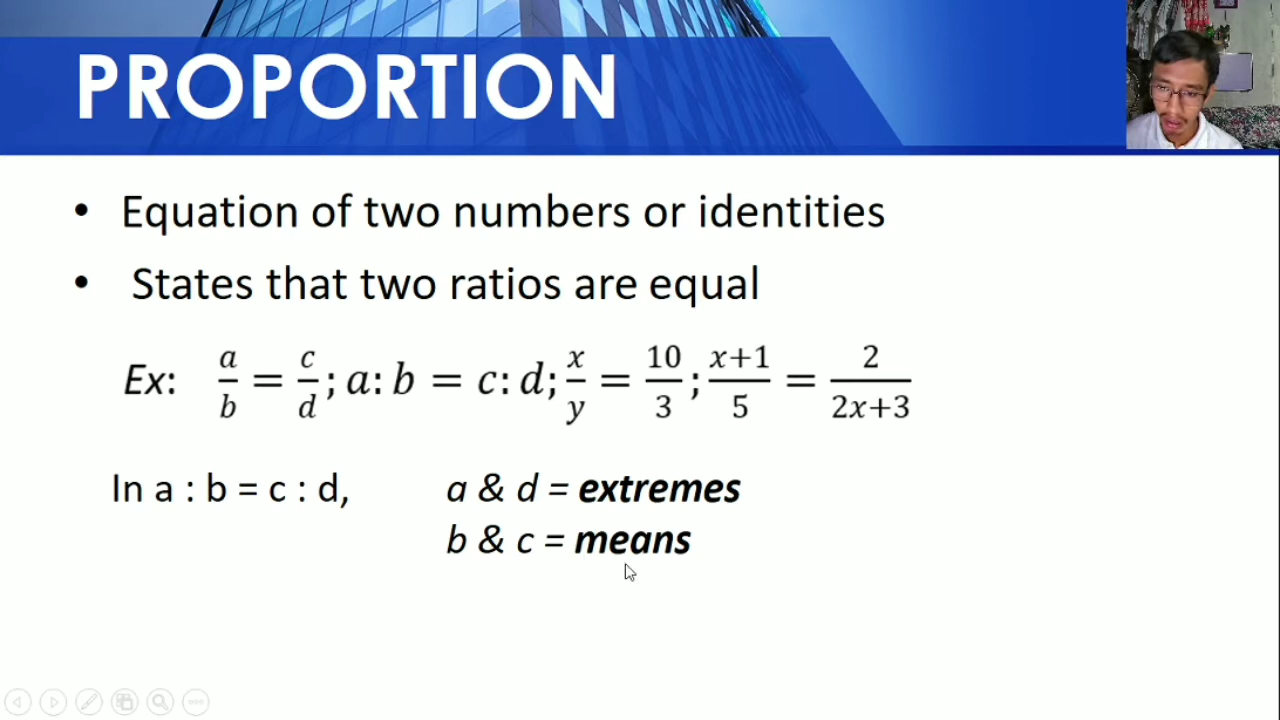 PROPORTION
• Equation of two numbers or identities
• States that two ratios are equal
Ex: a/b = c/d; a: b = c: d; x/y = 10/3; x+1/5 = 2/2x+3
In a : b = c : d, a & d = extremes
b & c = means